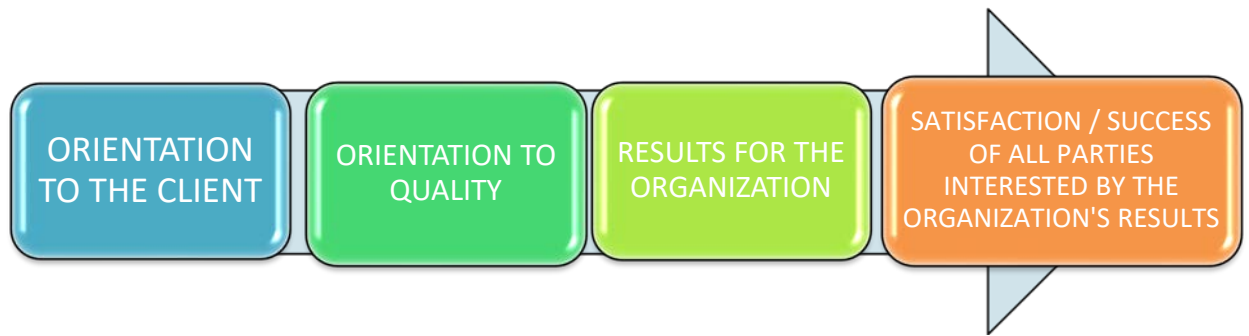 ORIENTATION
TO THE CLIENT
ORIENTATION TO
QUALITY
RESULTS FOR THE
ORGANIZATION
SATISFACTION / SUCCESS
OF ALL PARTIES
INTERESTED BY THE
ORGANIZATION'S RESULTS